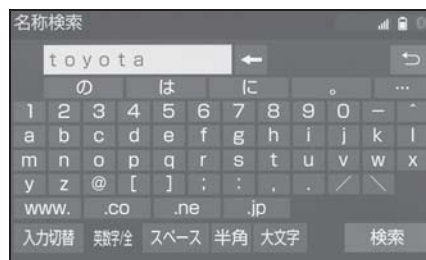 名称検索
toyota
の は に 。 …
1 2 3 4 5 6 7 8 9 0 − ^
a b c d e f g h i j k l
m n o p q r s t u v w x
y z @ [ ] ; : , . ／ ＼
www. .co .ne .jp
入力切替 英数字/全 スペース 半角 大文字 検索